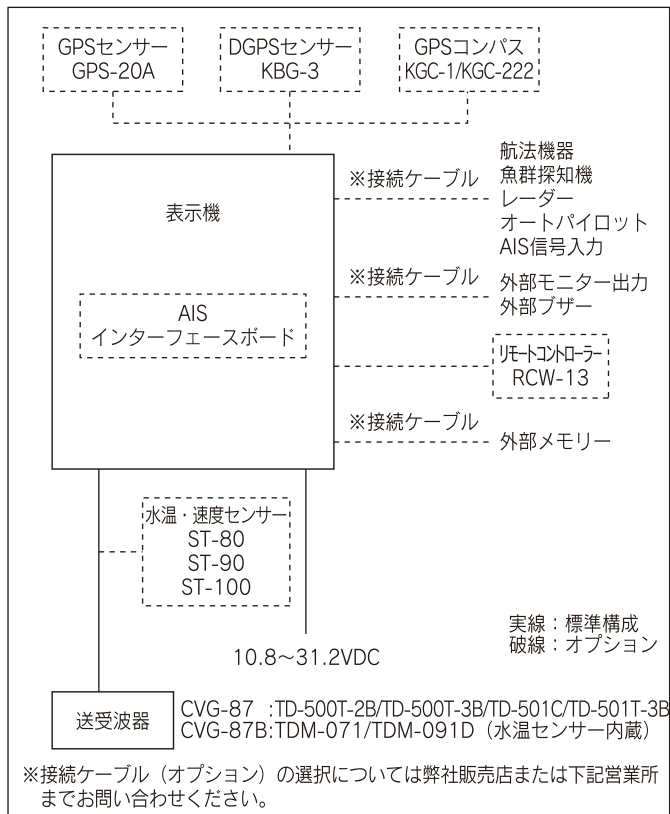 GPSセンサー
GPS-20A
DGPSセンサー
KBG-3
GPSコンパス
KGC-1/KGC-222
表示機
AIS
インターフェースボード
※接続ケーブル
航法機器
魚群探知機
レーダー
オートパイロット
AIS信号入力
※接続ケーブル
外部モニター出力
外部ブザー
リモートコントローラー
RCW-13
※接続ケーブル
外部メモリー
水温・速度センサー
ST-80
ST-90
ST-100
10.8～31.2VDC
実線：標準構成
破線：オプション
送受波器
CVG-87 :TD-500T-2B/TD-500T-3B/TD-501C/TD-501T-3B
CVG-87B:TDM-071/TDM-091D（水温センサー内蔵）
※接続ケーブル（オプション）の選択については弊社販売店または下記営業所
までお問い合わせください。